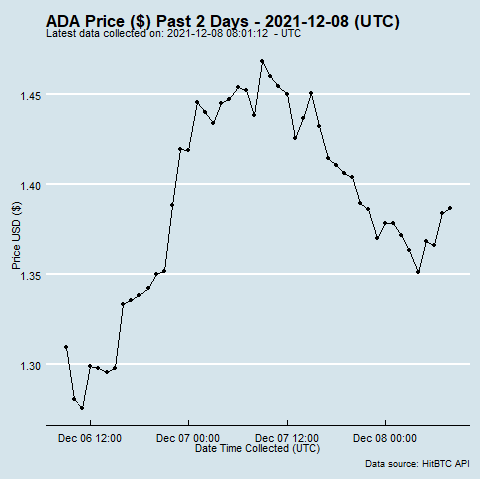 ADA Price ($) Past 2 Days - 2021-12-08 (UTC)
Latest data collected on: 2021-12-08 08:01:12 - UTC
1.45
1.40
1.35
1.30
Price USD ($)
Dec 06 12:00
Dec 07 00:00
Dec 07 12:00
Dec 08 00:00
Date Time Collected (UTC)
Data source: HitBTC API